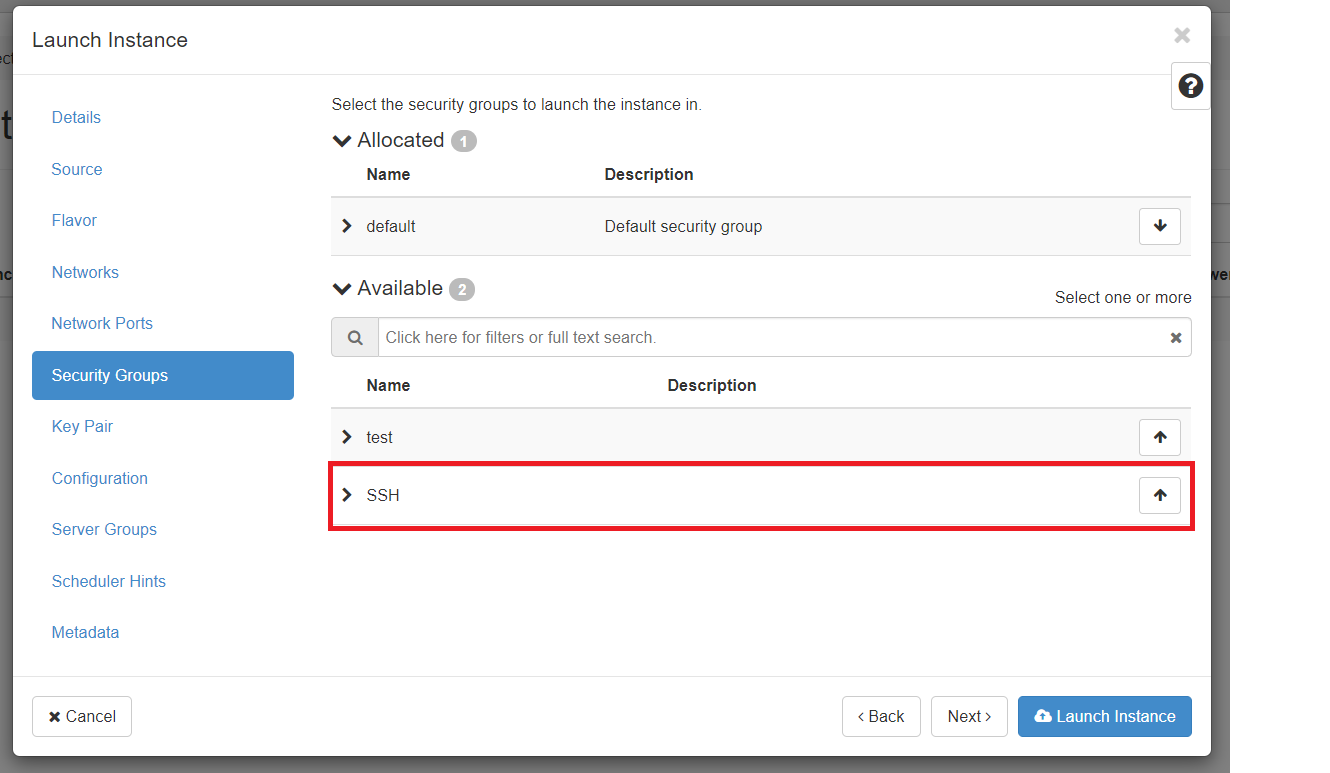 Launch Instance
Details
Source
Flavor
Networks
Network Ports
Security Groups
Key Pair
Configuration
Server Groups
Scheduler Hints
Metadata
Select the security groups to launch the instance in.
Allocated 1
Name Description
default Default security group
Available 2
Select one or more
Click here for filters or full text search.
Name Description
test
SSH
Cancel
Back
Next
Launch Instance